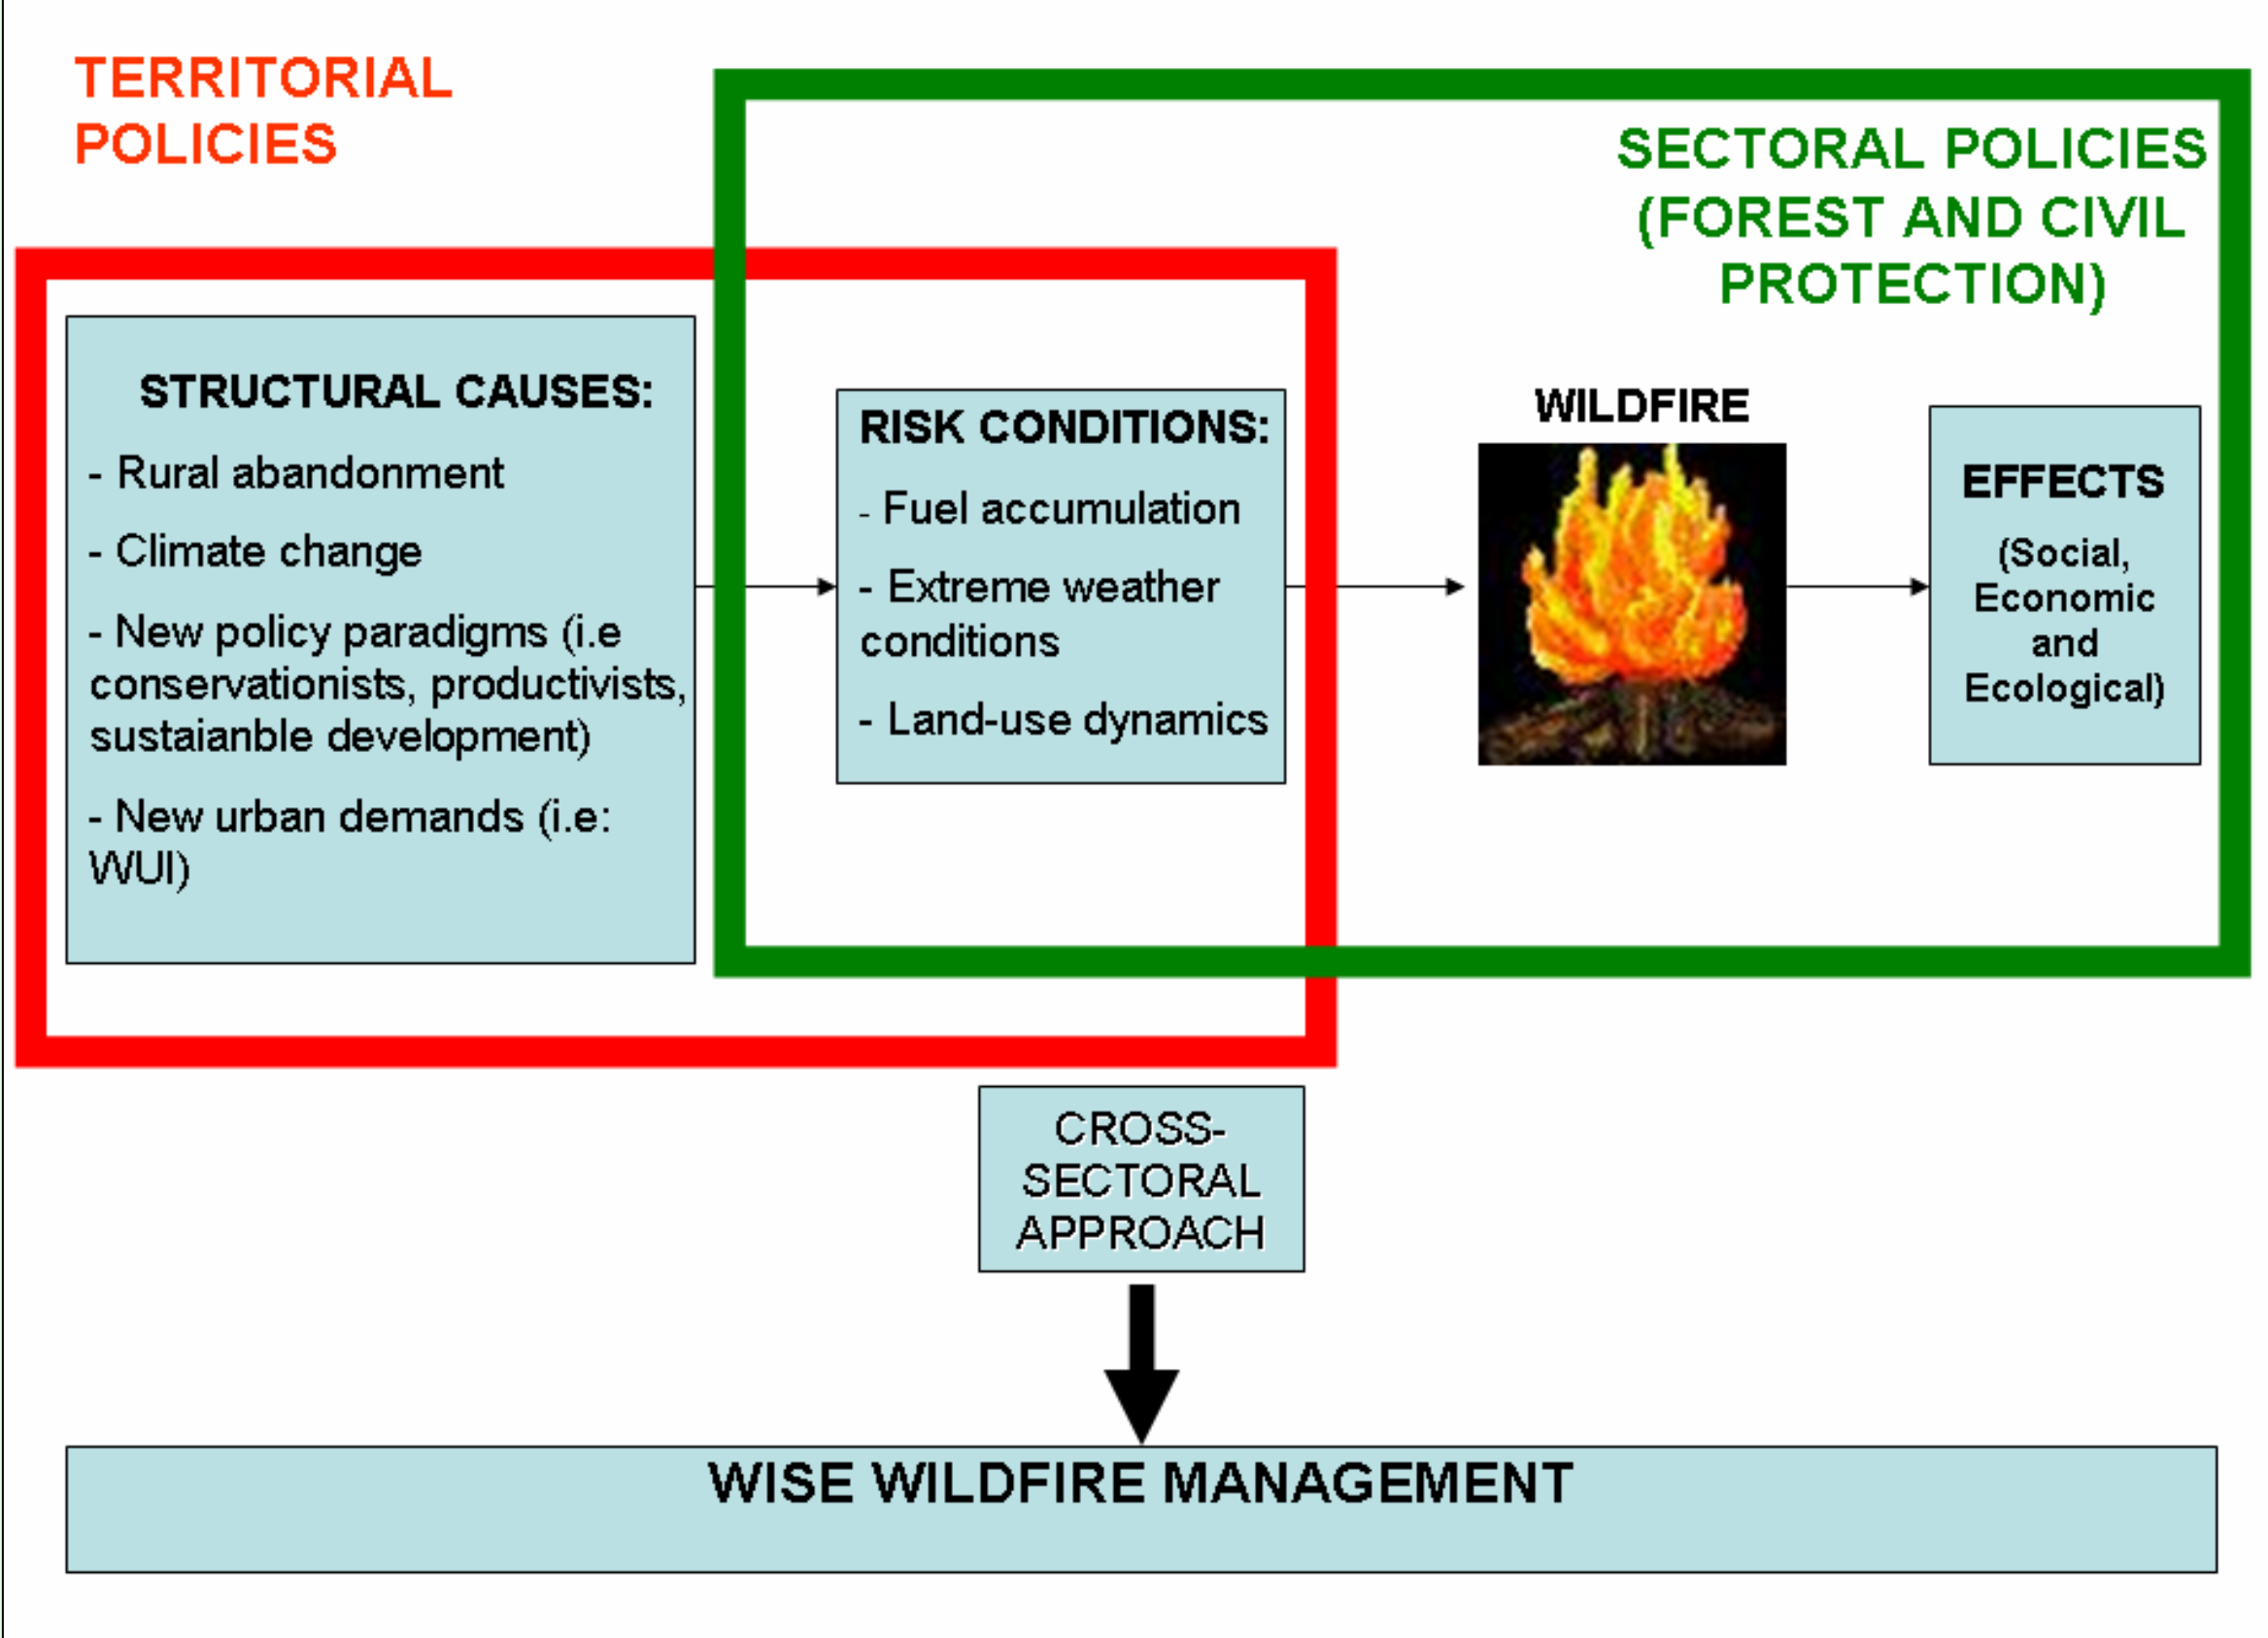 TERRITORIAL
POLICIES
SECTORAL POLICIES
(FOREST AND CIVIL
PROTECTION)
STRUCTURAL CAUSES:
- Rural abandonment
- Climate change
- New policy paradigms (i.e
conservationists, productivists,
sustaianble development)
- New urban demands (i.e:
WUI)
RISK CONDITIONS:
- Fuel accumulation
- Extreme weather
conditions
- Land-use dynamics
WILDFIRE
EFFECTS
(Social,
Economic
and
Ecological)
CROSS-
SECTORAL
APPROACH
WISE WILDFIRE MANAGEMENT